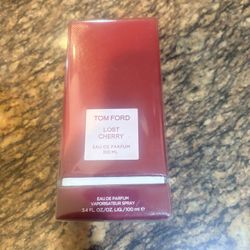 TOM FORD
LOST
CHERRY
EAU DE PARFUM
100 ML
EAU DE PARFUM
VAPORISATEUR SPRAY
3.4 FL.OZ./OZ. LIQ./100 ml e